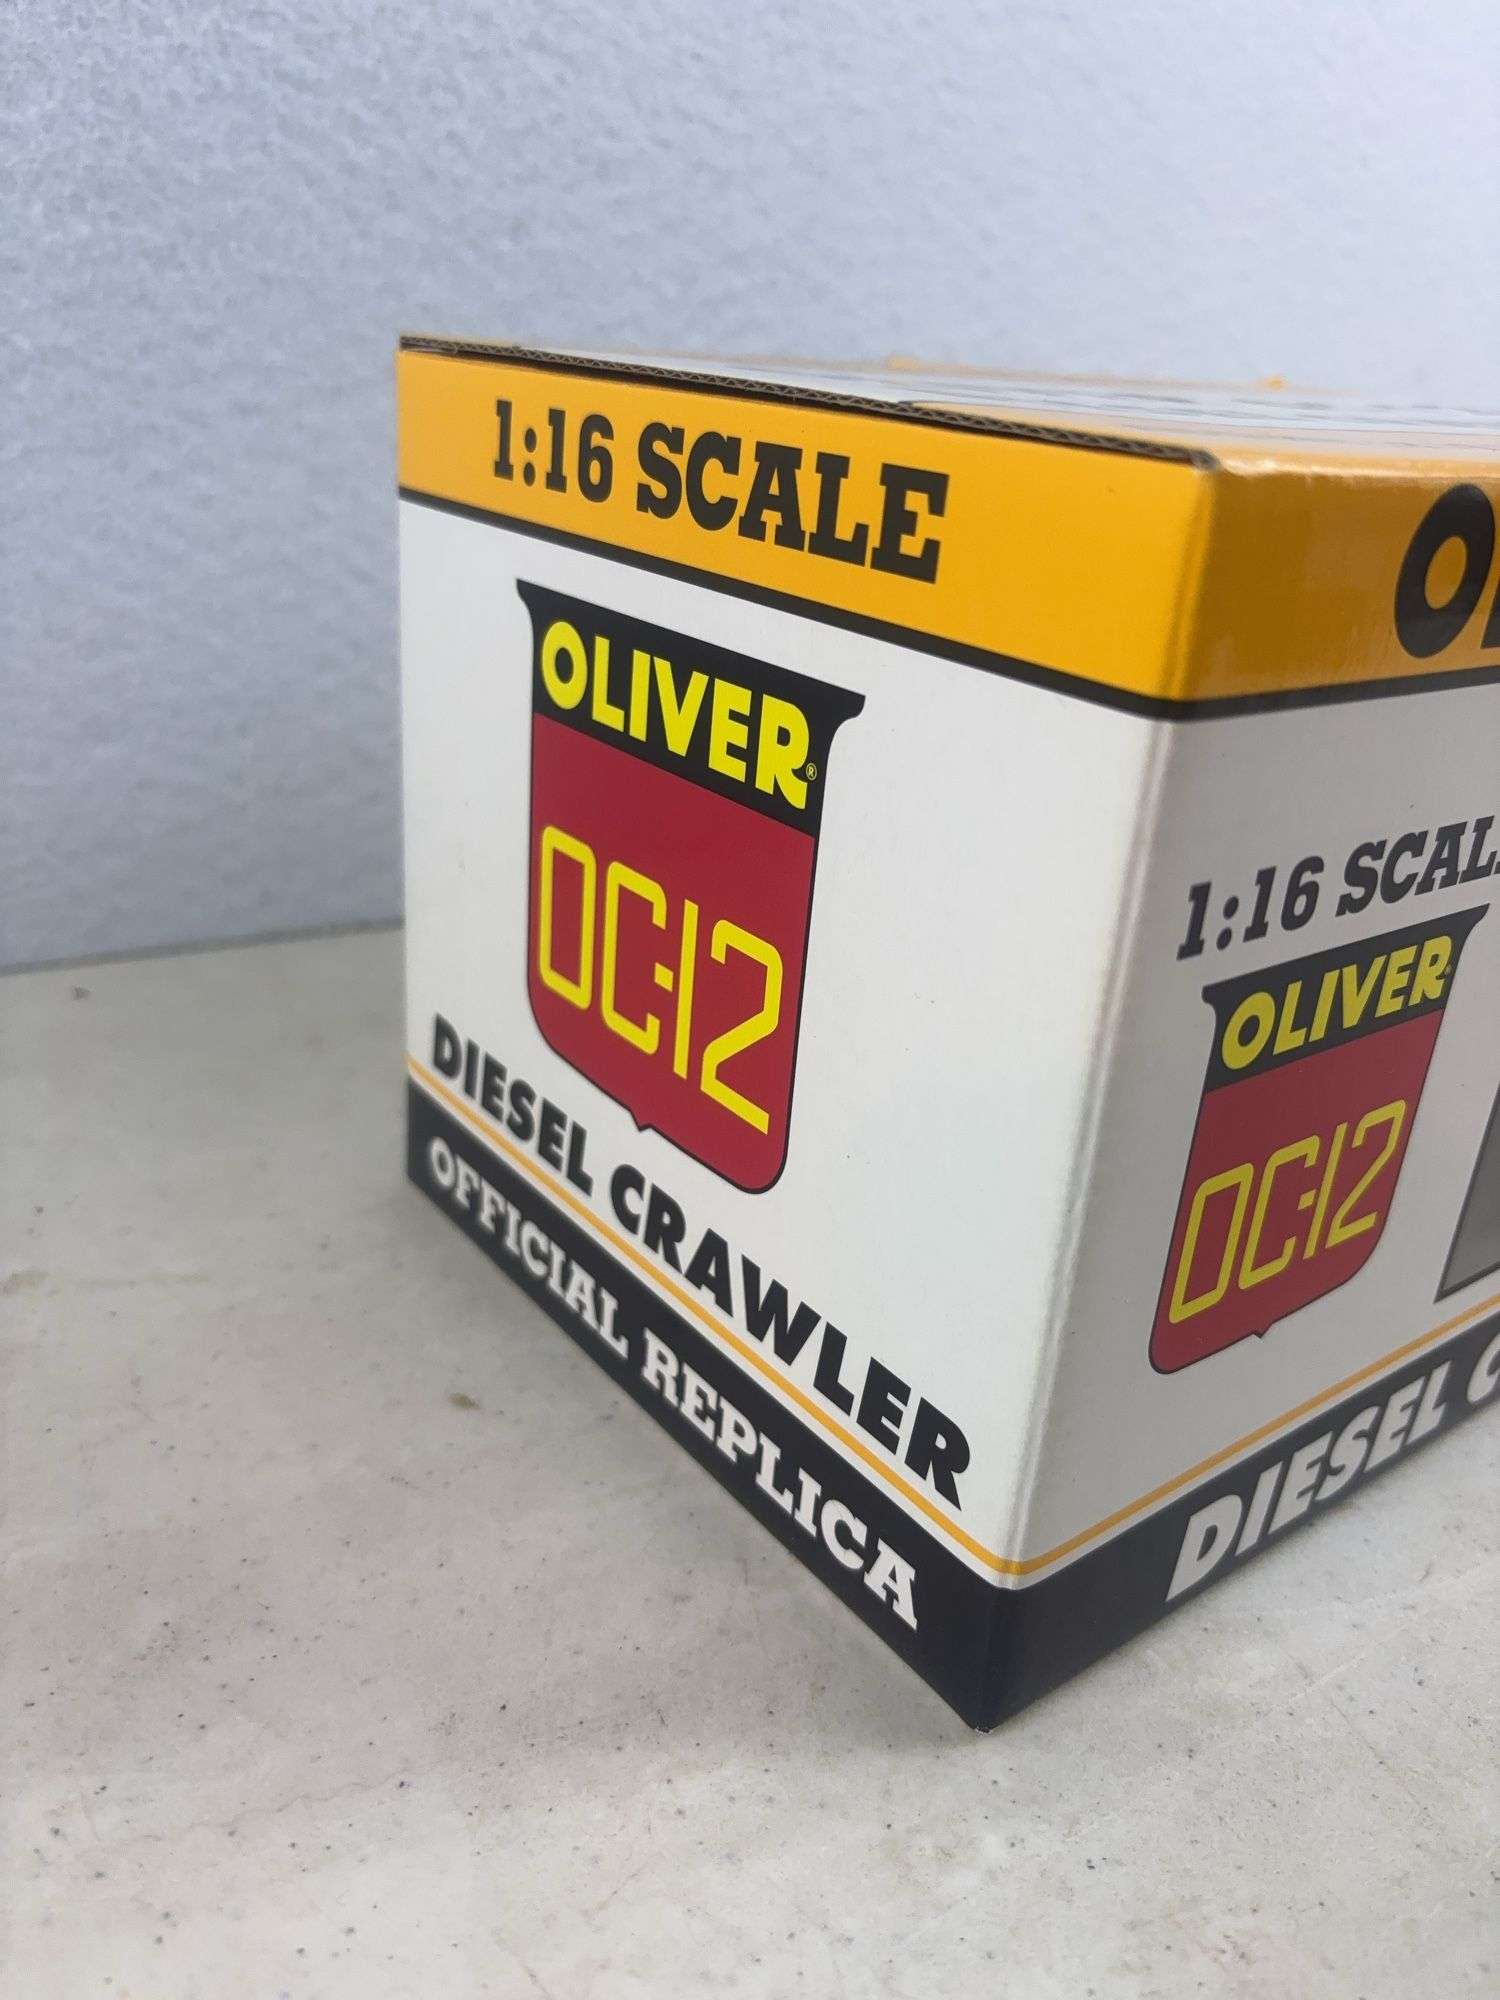 1:16 SCALE
OLIVER®
OC-12
DIESEL CRAWLER
OFFICIAL REPLICA
1:16 SCAL
OLIVER
OC-12
DIESEL